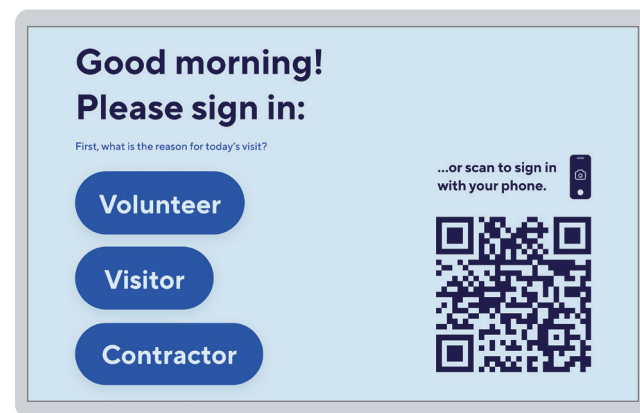 Good morning!
Please sign in:
First, what is the reason for today's visit?
Volunteer
Visitor
Contractor
...or scan to sign in
with your phone.